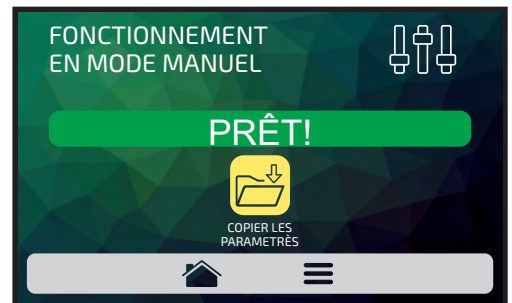 FONCTIONNEMENT
EN MODE MANUEL
PRÊT!
COPIER LES
PARAMETRÈS